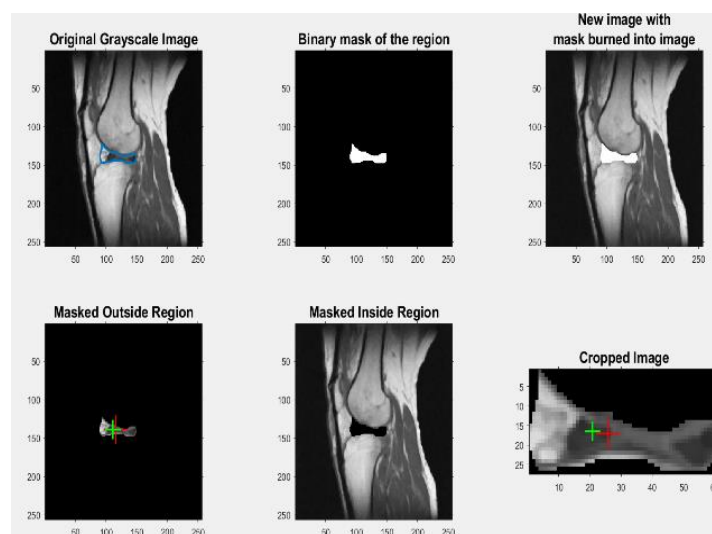 Original Grayscale Image
50
100
150
200
250
50 100 150 200 250
Binary mask of the region
50
100
150
200
250
50 100 150 200 250
New image with
mask burned into image
50
100
150
200
250
50 100 150 200 250
Masked Outside Region
50
100
150
200
250
50 100 150 200 250
Masked Inside Region
50
100
150
200
250
50 100 150 200 250
Cropped Image
5
10
15
20
25
10 20 30 40 50